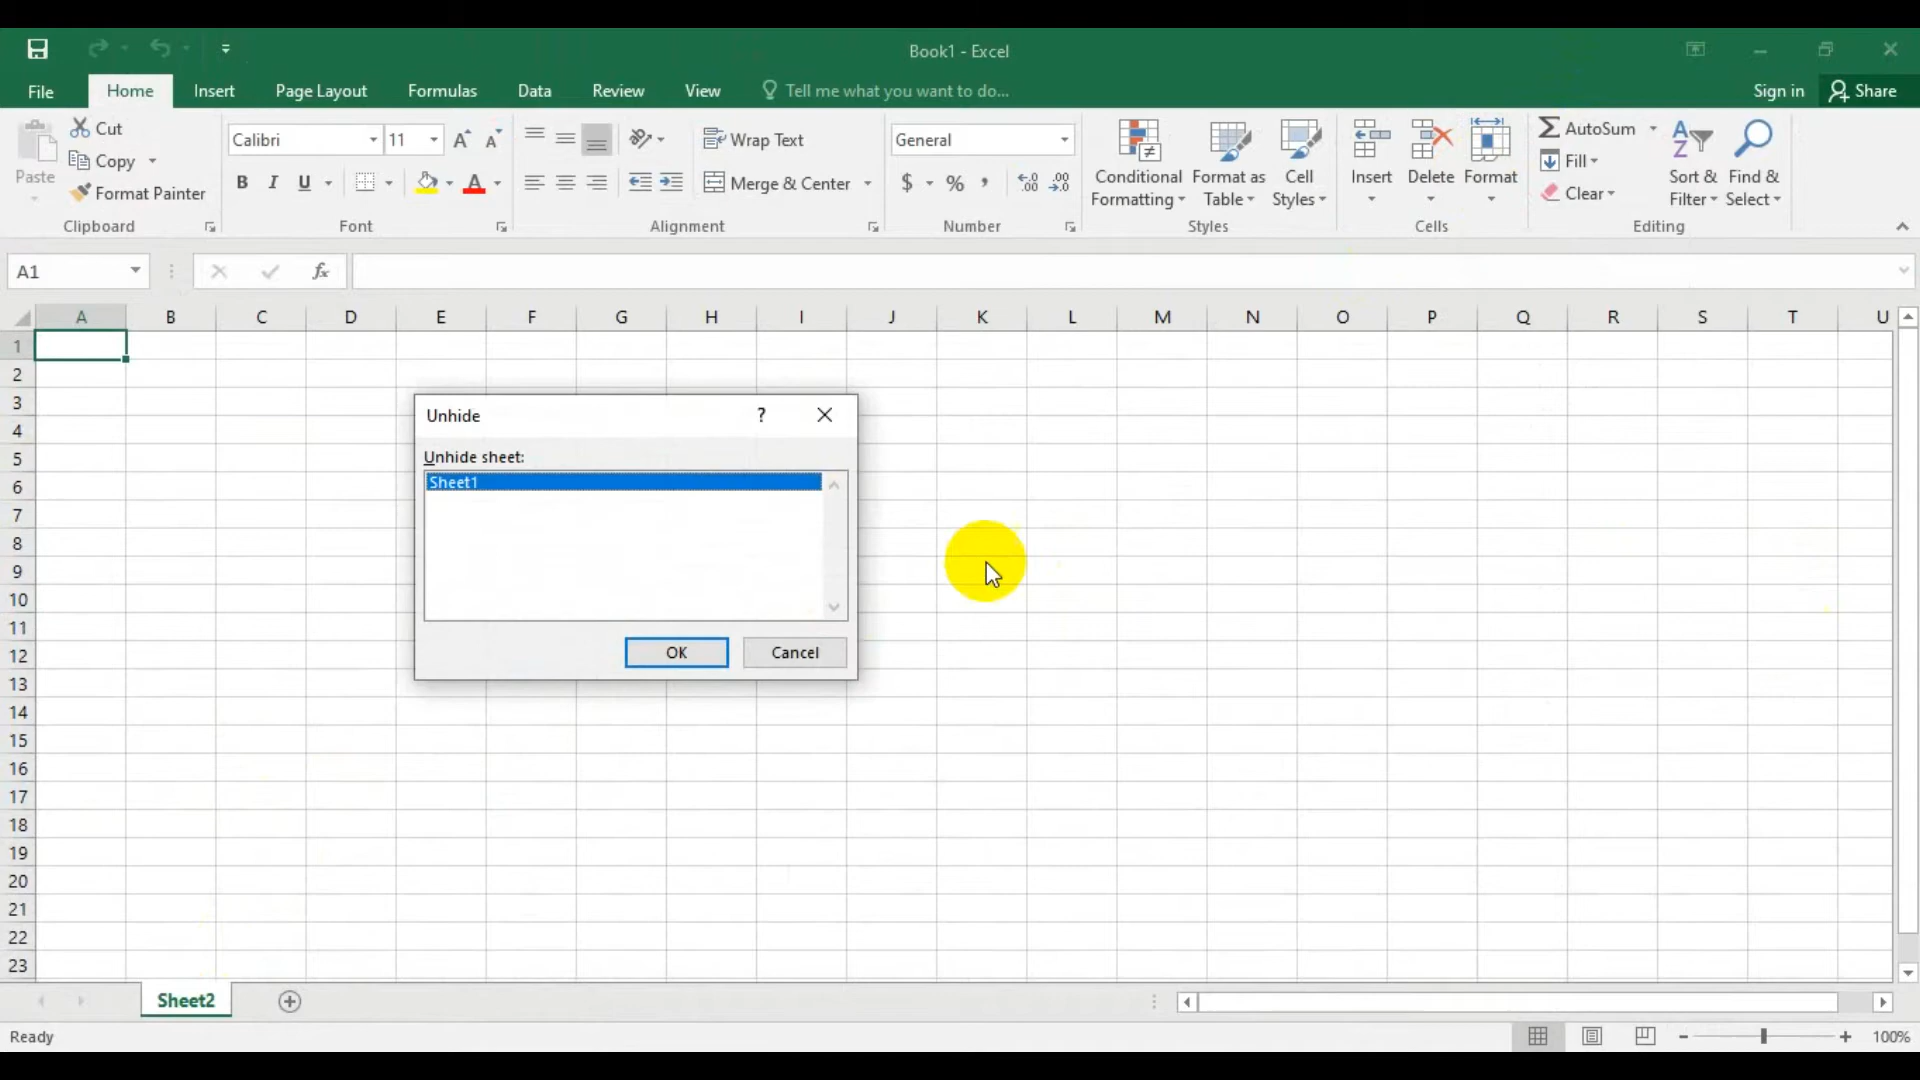 Book1 - Excel
File Home Insert Page Layout Formulas Data Review View Tell me what you want to do... Sign in Share
Paste Cut Copy Format Painter
Clipboard
Calibri 11 A A
B I U A
Font
Wrap Text
Merge & Center
Alignment
General
$ % , .00 .0
Number
Conditional Formatting Format as Table Cell Styles
Styles
Insert Delete Format
Cells
AutoSum
Fill
Clear
Sort & Filter Find & Select
Editing
A1 fx
A B C D E F G H I J K L M N O P Q R S T U
1
2
3
4
5
6
7
8
9
10
11
12
13
14
15
16
17
18
19
20
21
22
23
Unhide ?
Unhide sheet:
Sheet1
OK Cancel
Sheet2
Ready 100%